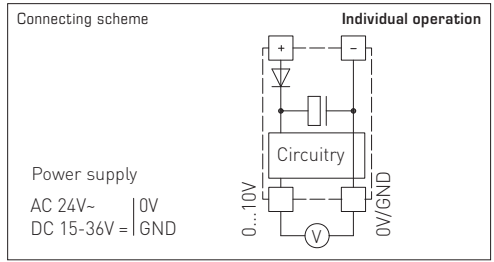 Connecting scheme
Individual operation
+ −
Circuitry
Power supply
AC 24V~ 0V
DC 15-36V = GND
0...10V
0V/GND
V